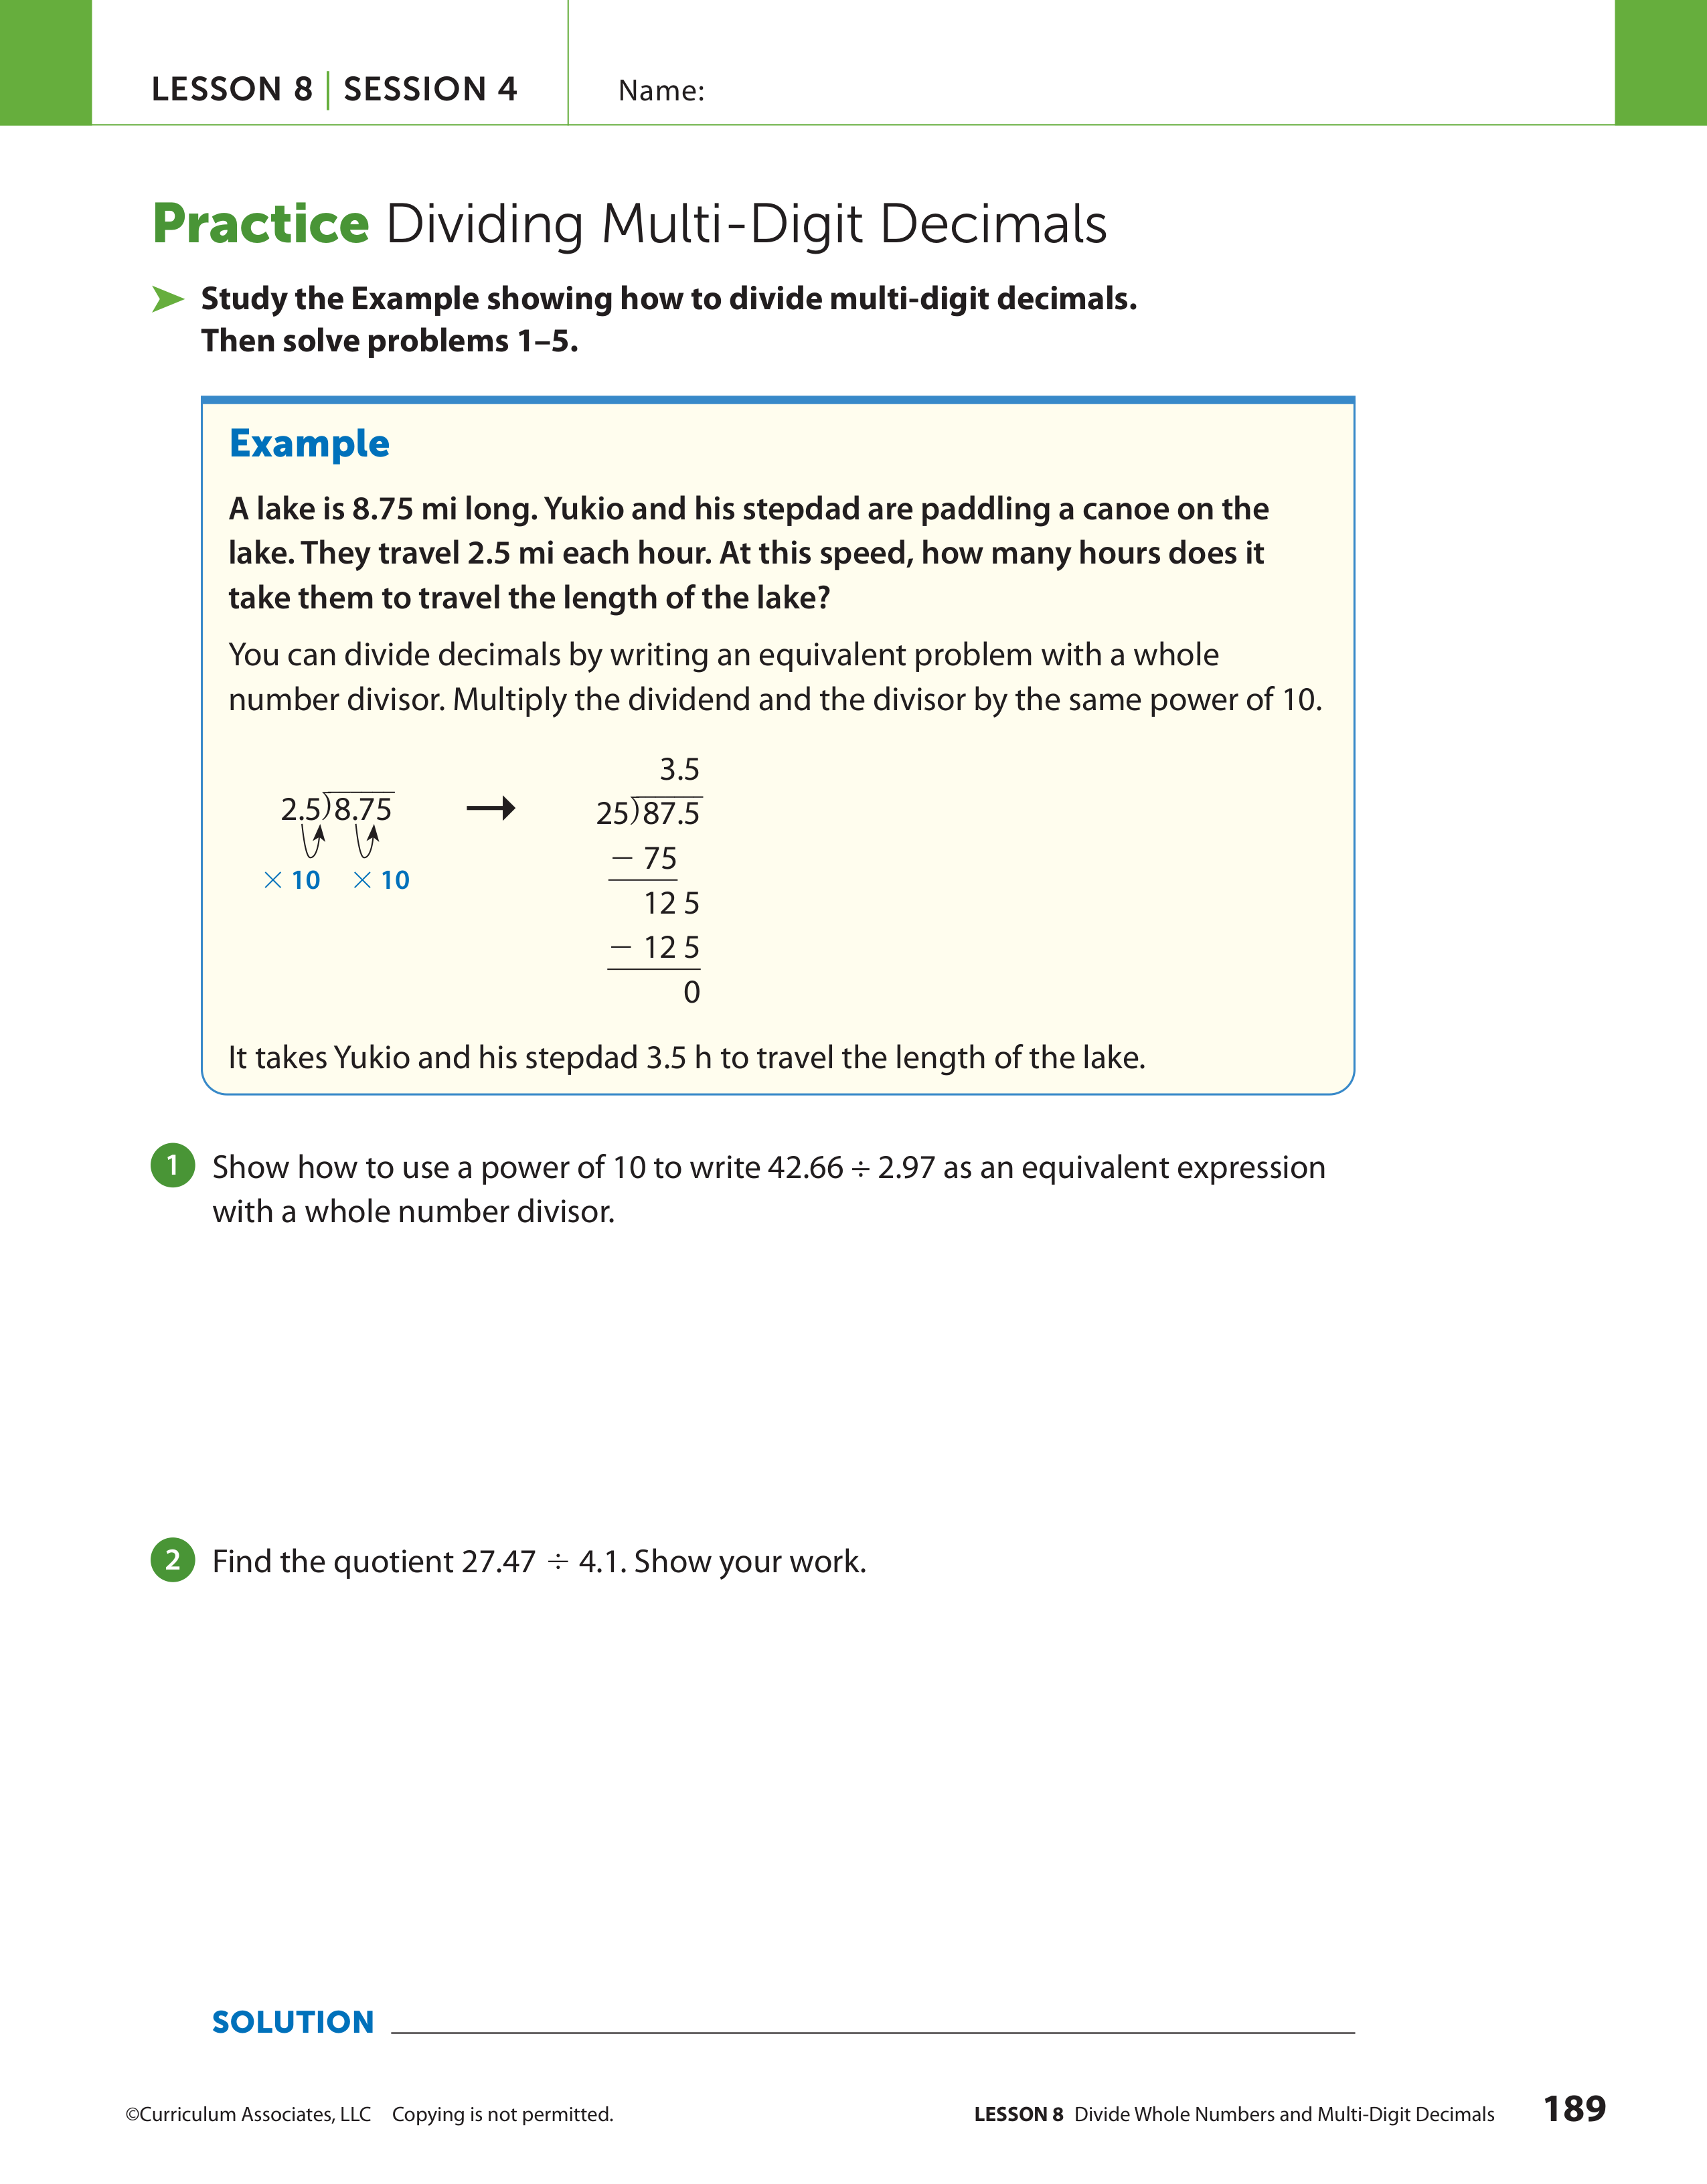 LESSON 8 | SESSION 4
Name:
Practice Dividing Multi-Digit Decimals
Study the Example showing how to divide multi-digit decimals.
Then solve problems 1–5.
Example
A lake is 8.75 mi long. Yukio and his stepdad are paddling a canoe on the
lake. They travel 2.5 mi each hour. At this speed, how many hours does it
take them to travel the length of the lake?
You can divide decimals by writing an equivalent problem with a whole
number divisor. Multiply the dividend and the divisor by the same power of 10.
2.5)8.75
× 10 × 10
→
3.5
25)87.5
− 75
12 5
− 12 5
0
It takes Yukio and his stepdad 3.5 h to travel the length of the lake.
1 Show how to use a power of 10 to write 42.66 ÷ 2.97 as an equivalent expression
with a whole number divisor.
2 Find the quotient 27.47 ÷ 4.1. Show your work.
SOLUTION
©Curriculum Associates, LLC Copying is not permitted.
LESSON 8 Divide Whole Numbers and Multi-Digit Decimals 189